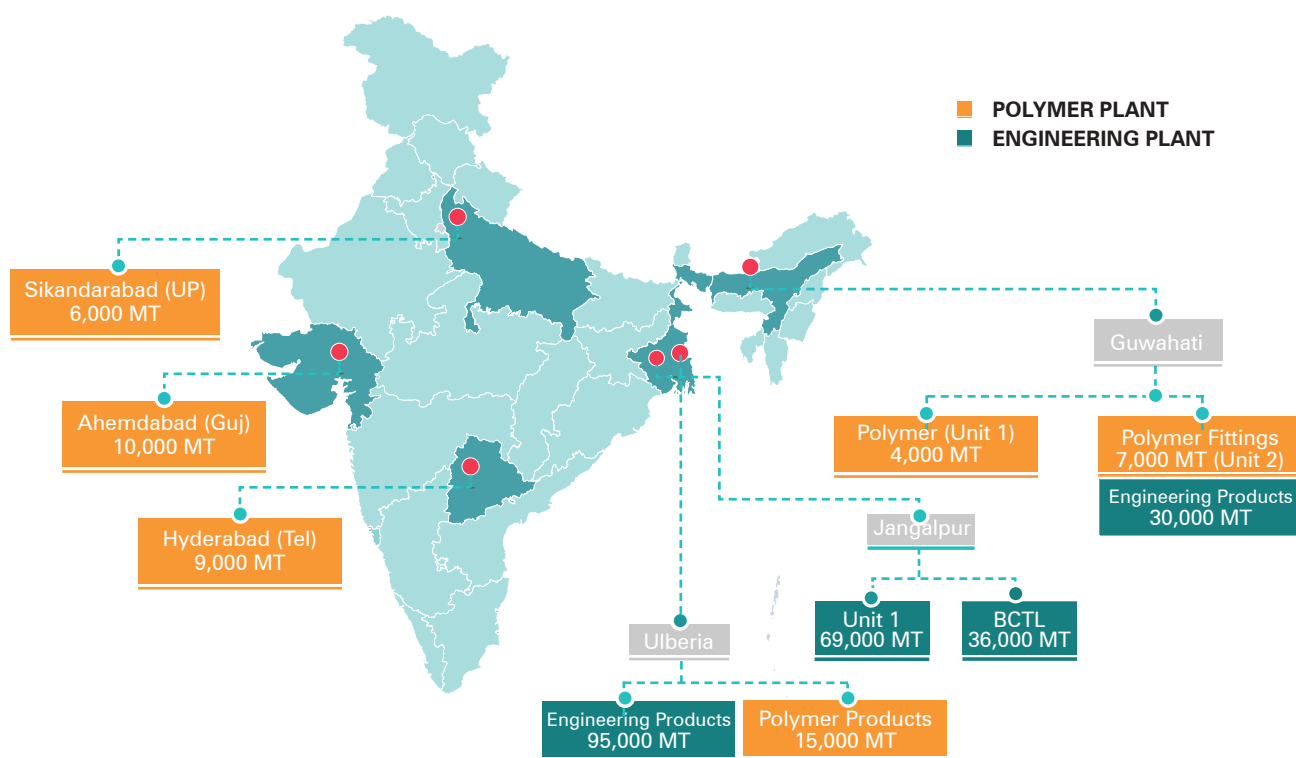 POLYMER PLANT
ENGINEERING PLANT
Sikandarabad (UP)
6,000 MT
Ahemdabad (Guj)
10,000 MT
Hyderabad (Tel)
9,000 MT
Guwahati
Polymer (Unit 1)
4,000 MT
Polymer Fittings
7,000 MT (Unit 2)
Engineering Products
30,000 MT
Jangalpur
Unit 1
69,000 MT
BCTL
36,000 MT
Ulberia
Engineering Products
95,000 MT
Polymer Products
15,000 MT